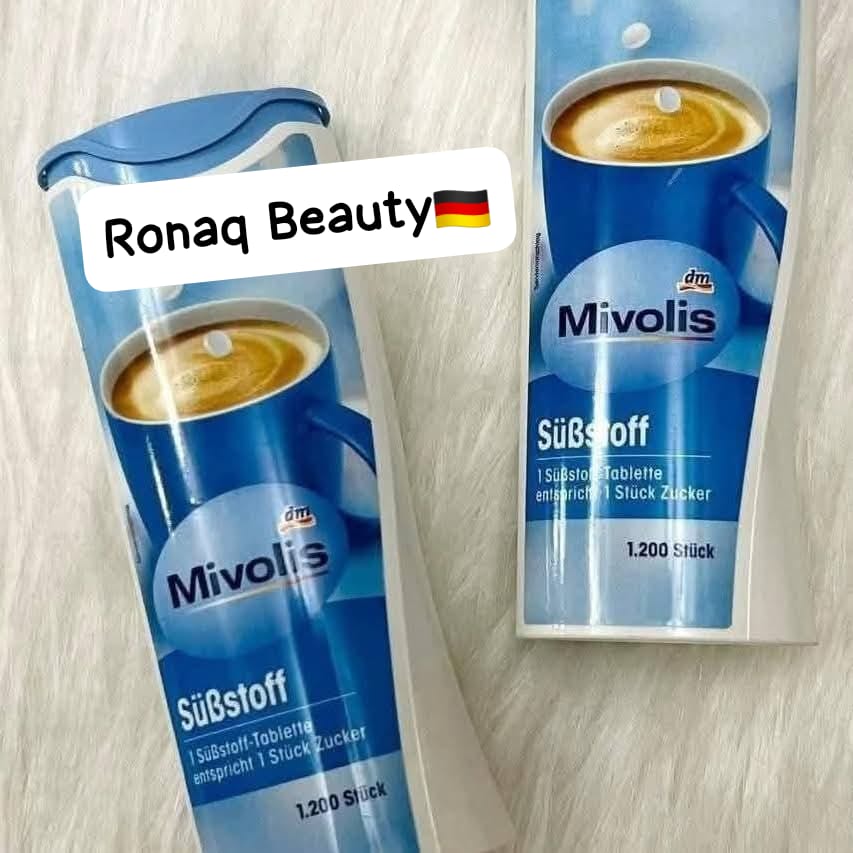 Ronaq Beauty🇩🇪
dm
Mivolis
Süßstoff
1 Süßstoff-Tablette
entspricht 1 Stück Zucker
1.200 Stück
dm
Mivolis
Süßstoff
1 Süßstoff-Tablette
entspricht 1 Stück Zucker
1.200 Stück